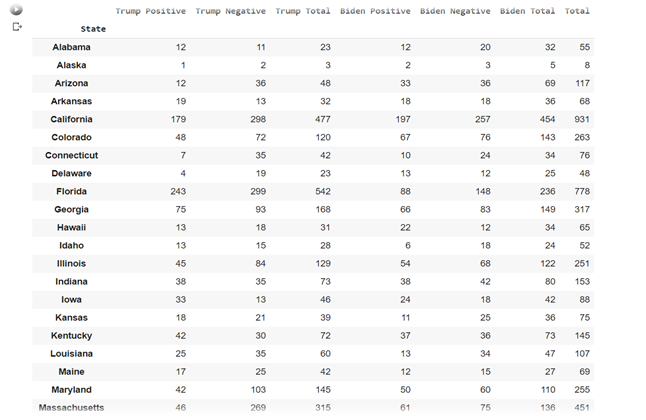 Trump Positive Trump Negative Trump Total Biden Positive Biden Negative Biden Total Total
State
Alabama 12 11 23 12 20 32 55
Alaska 1 2 3 2 3 5 8
Arizona 12 36 48 33 36 69 117
Arkansas 19 13 32 18 18 36 68
California 179 298 477 197 257 454 931
Colorado 48 72 120 67 76 143 263
Connecticut 7 35 42 10 24 34 76
Delaware 4 19 23 13 12 25 48
Florida 243 299 542 88 148 236 778
Georgia 75 93 168 66 83 149 317
Hawaii 13 18 31 22 12 34 65
Idaho 13 15 28 6 18 24 52
Illinois 45 84 129 54 68 122 251
Indiana 38 35 73 38 42 80 153
Iowa 33 13 46 24 18 42 88
Kansas 18 21 39 11 25 36 75
Kentucky 42 30 72 37 36 73 145
Louisiana 25 35 60 13 34 47 107
Maine 17 25 42 12 15 27 69
Maryland 42 103 145 50 60 110 255
Massachusetts 46 269 315 61 75 136 451